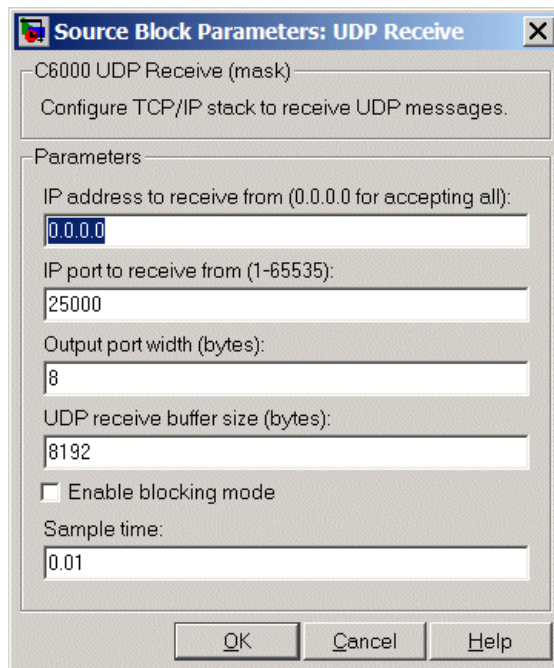 Source Block Parameters: UDP Receive
C6000 UDP Receive (mask)
Configure TCP/IP stack to receive UDP messages.
Parameters
IP address to receive from (0.0.0.0 for accepting all):
0.0.0.0
IP port to receive from (1-65535):
25000
Output port width (bytes):
8
UDP receive buffer size (bytes):
8192
Enable blocking mode
Sample time:
0.01
OK Cancel Help